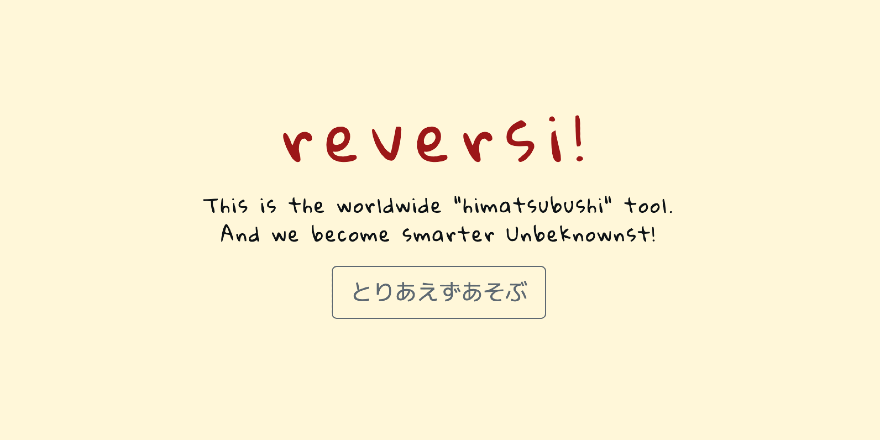 reversi!
This is the worldwide "himatsubushi" tool.
And we become smarter Unbeknownst!
とりあえずあそぶ